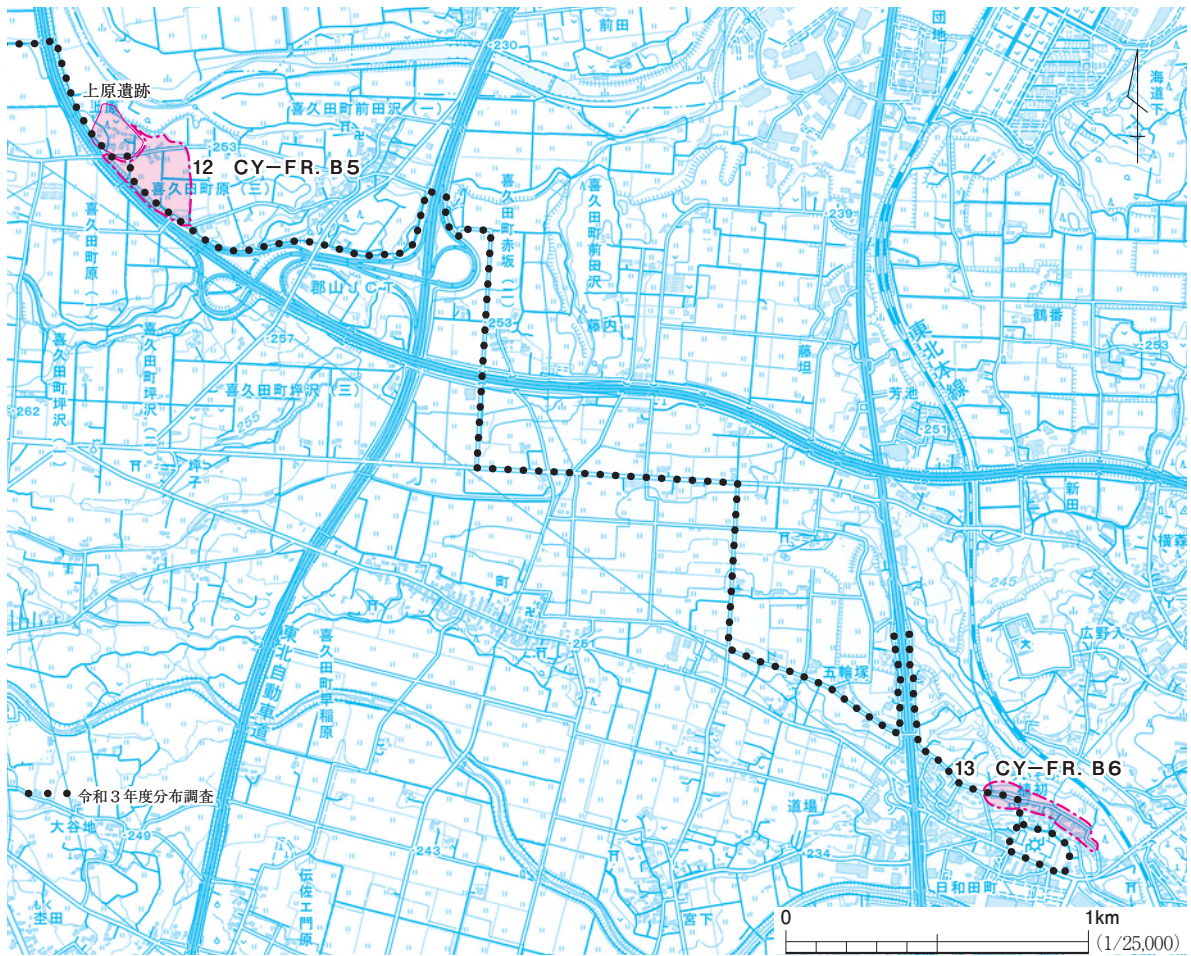 前田
団地
230
海道下
上原遺跡
上原
喜久田町前田沢(一)
253
12 CY−FR. B5
喜久田町原(三)
喜久田町赤坂(二)
喜久田町前田沢
239
喜久田町原(一)
郡山JCT
253
藤内
鶴番
東北本線
253
257
喜久田町坪沢(一)
喜久田町坪沢(二)
喜久田町坪沢(三)
藤坦
芳池
262
255
251
坪子
新田
横森
町
245
広野入
261
五輪塚
東北自動車道
喜久田町早稲原
13 CY−FR. B6
令和3年度分布調査
道場
大谷地
249
243
234
伝佐エ門原
日和田町
宮下
もく
杢田
0 1km
(1/25,000)